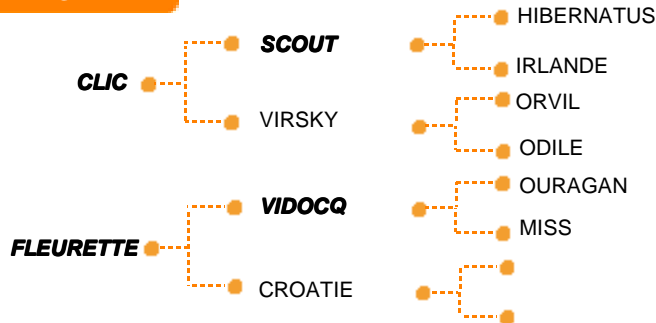 HIBERNATUS
SCOUT
IRLANDE
CLIC
ORVIL
VIRSKY
ODILE
OURAGAN
VIDOCQ
MISS
FLEURETTE
CROATIE